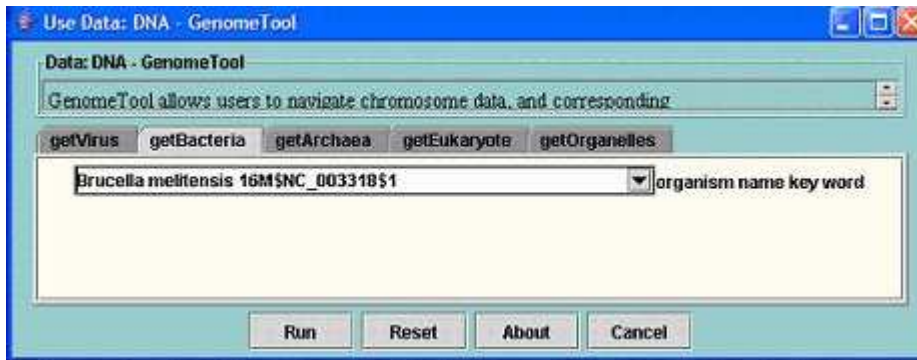 Use Data: DNA - GenomeTool
Data: DNA - GenomeTool
GenomeTool allows users to navigate chromosome data, and corresponding
getVirus getBacteria getArchaea getEukaryote getOrganelles
Brucella melitensis 16M$NC_003318$1 organism name key word
Run Reset About Cancel